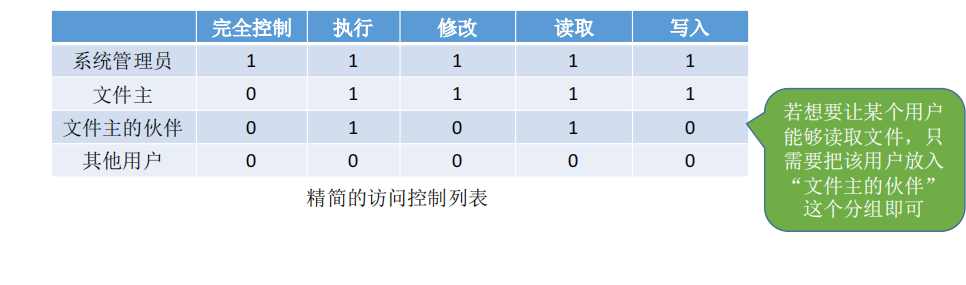 完全控制 执行 修改 读取 写入
系统管理员 1 1 1 1 1
文件主 0 1 1 1 1
文件主的伙伴 0 1 0 1 0
其他用户 0 0 0 0 0
精简的访问控制列表
若想要让某个用户
能够读取文件，只
需要把该用户放入
“文件主的伙伴”
这个分组即可